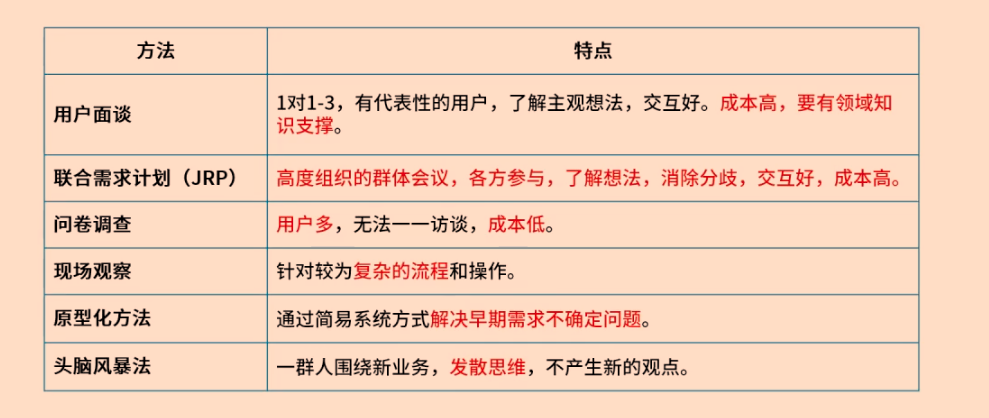 方法 特点
用户面谈 1对1-3，有代表性的用户，了解主观想法，交互好。成本高，要有领域知
识支撑。
联合需求计划（JRP） 高度组织的群体会议，各方参与，了解想法，消除分歧，交互好，成本高。
问卷调查 用户多，无法一一访谈，成本低。
现场观察 针对较为复杂的流程和操作。
原型化方法 通过简易系统方式解决早期需求不确定问题。
头脑风暴法 一群人围绕新业务，发散思维，不产生新的观点。